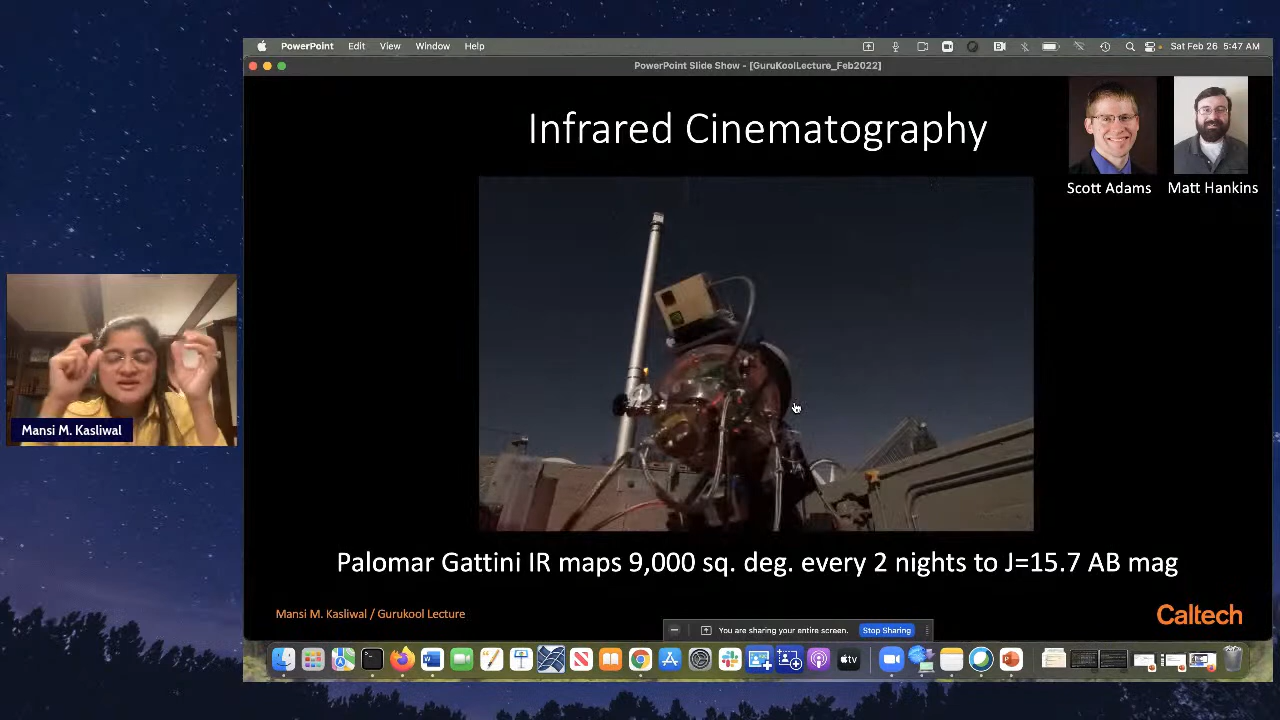 PowerPoint Edit View Window Help
Sat Feb 26 5:47 AM
PowerPoint Slide Show - [GuruKoolLecture_Feb2022]
Infrared Cinematography
Scott Adams
Matt Hankins
Mansi M. Kasliwal
Palomar Gattini IR maps 9,000 sq. deg. every 2 nights to J=15.7 AB mag
Mansi M. Kasliwal / Gurukool Lecture
Caltech
You are sharing your entire screen. Stop Sharing
tv